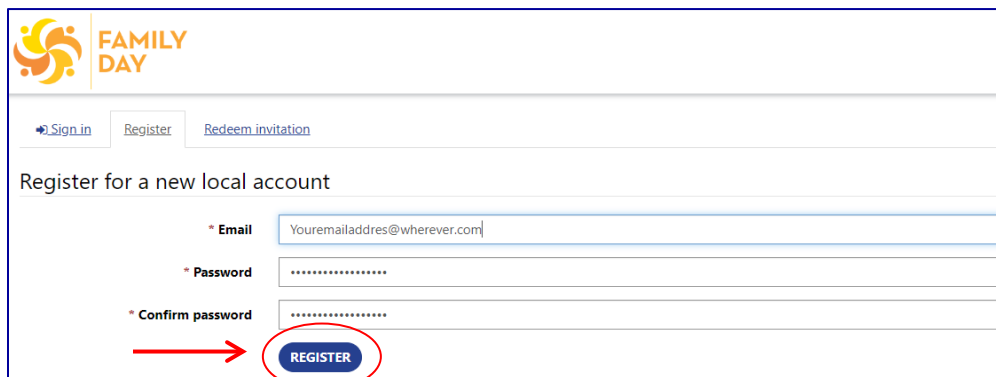 FAMILY
DAY
Sign in Register Redeem invitation
Register for a new local account
* Email Youremailaddres@wherever.com
* Password ••••••••••••••••••
* Confirm password ••••••••••••••••••
REGISTER